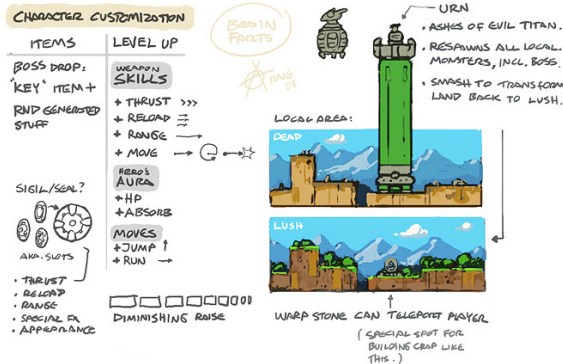 CHARACTER CUSTOMIZATION
ITEMS
BOSS DROP:
"KEY" ITEM +
RND GENERATED
STUFF
SIGIL/SEAL?
AKA. SLOTS
• THRUST
• RELOAD
• RANGE
• SPECIAL FX
• APPEARANCE
LEVEL UP
WEAPON
SKILLS
+ THRUST >>>
+ RELOAD
+ RANGE
+ MOVE
HERO'S
AURA
+HP
+ABSORB
MOVES
+JUMP
+RUN
DIMINISHING RAISE
BRAIN
FARTS
ARNE
08
URN
• ASHES OF EVIL TITAN.
• RESPAWNS ALL LOCAL
MONSTERS, INCL. BOSS.
• SMASH TO TRANSFORM
LAND BACK TO LUSH.
LOCAL AREA:
DEAD
LUSH
WARP STONE CAN TELEPORT PLAYER
(SPECIAL SPOT FOR
BUILDING CRAP LIKE
THIS.)